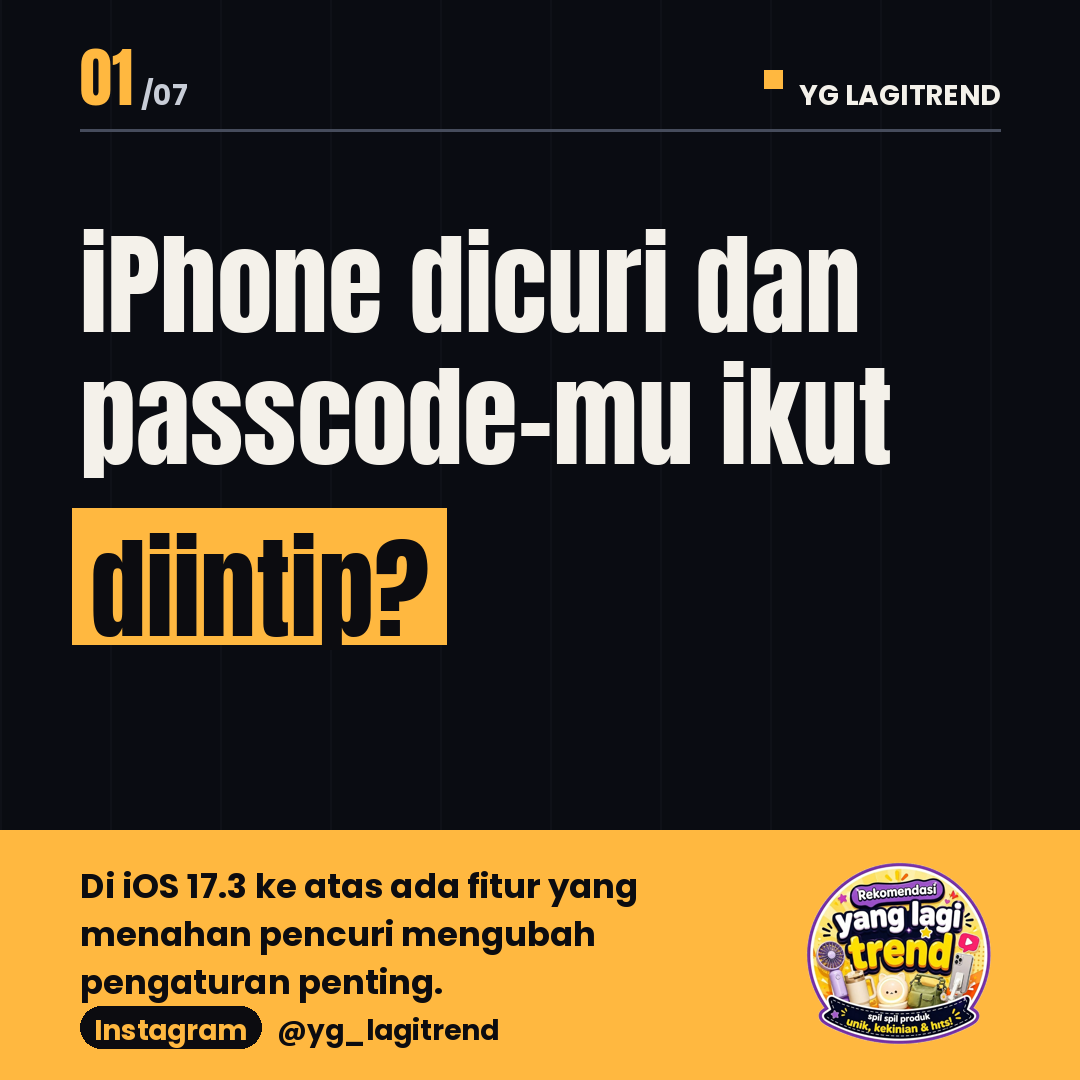 01 /07
YG LAGITREND
iPhone dicuri dan
passcode-mu ikut
diintip?
Di iOS 17.3 ke atas ada fitur yang
menahan pencuri mengubah
pengaturan penting.
Instagram @yg_lagitrend
Rekomendasi
yang lagi
trend
spil spil produk
unik, kekinian & hits!